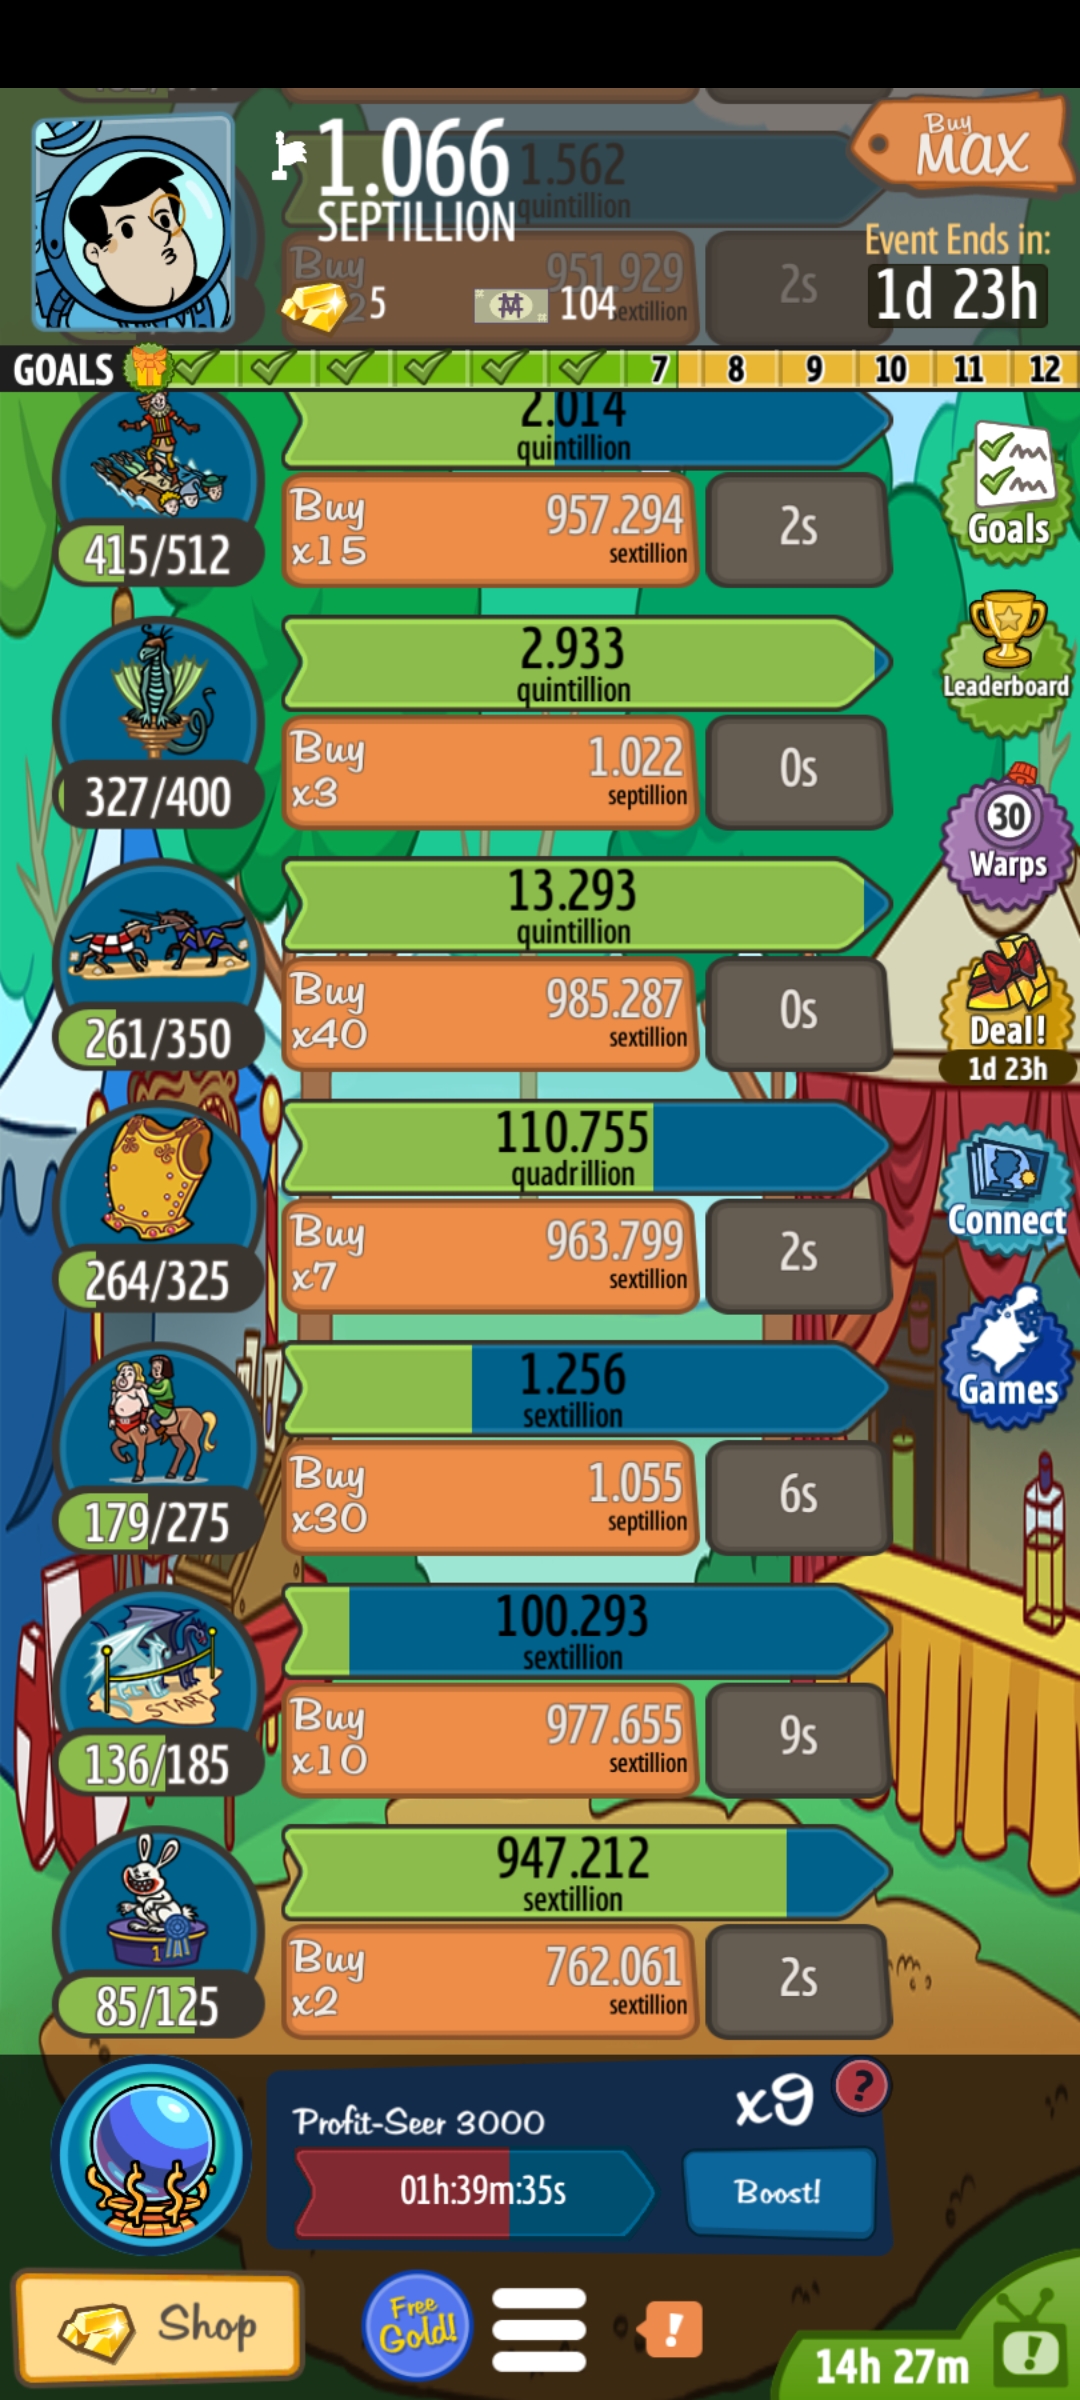 Buy
MAX
1.066
1.562
SEPTILLION
quintillion
Event Ends in:
Buy
951.929
2s
5
104
sextillion
1d 23h
GOALS
7
8
9
10
11
12
2.014
quintillion
Buy
x15
957.294
sextillion
2s
415/512
Goals
2.933
quintillion
Buy
x3
1.022
septillion
0s
327/400
Leaderboard
30
Warps
13.293
quintillion
Buy
x40
985.287
sextillion
0s
261/350
Deal!
1d 23h
110.755
quadrillion
Buy
x7
963.799
sextillion
2s
264/325
Connect
1.256
sextillion
Buy
x30
1.055
septillion
6s
179/275
Games
100.293
sextillion
START
Buy
x10
977.655
sextillion
9s
136/185
947.212
sextillion
1
Buy
x2
762.061
sextillion
2s
85/125
Profit-Seer 3000
x9
?
01h:39m:35s
Boost!
Shop
Free
Gold!
!
14h 27m
!